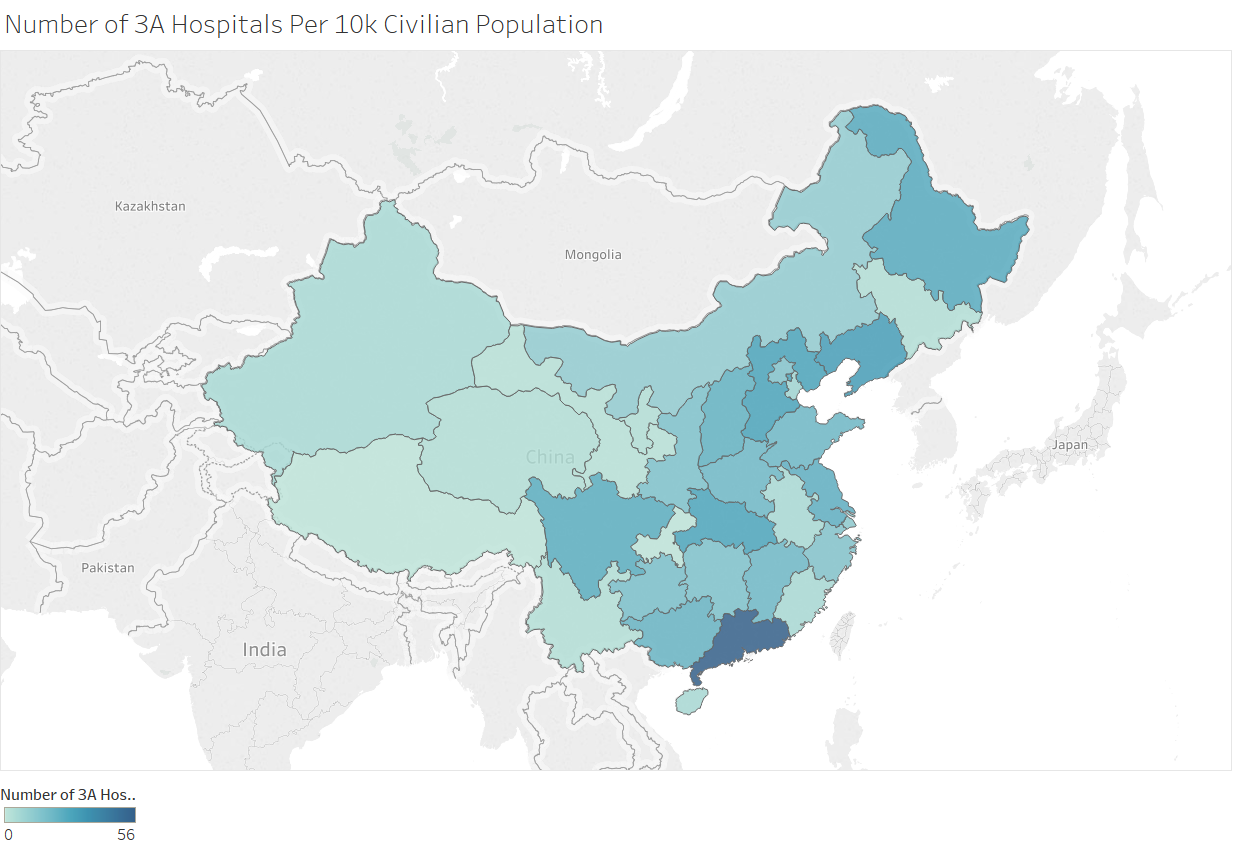 Number of 3A Hospitals Per 10k Civilian Population
Kazakhstan
Mongolia
China
Japan
Pakistan
India
Number of 3A Hos..
0 56